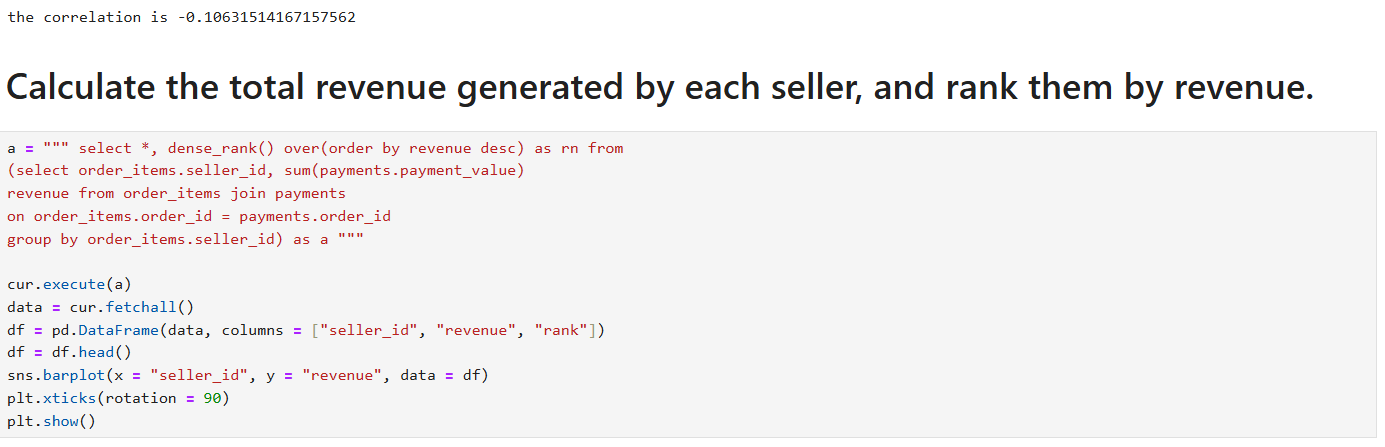 the correlation is -0.10631514167157562
Calculate the total revenue generated by each seller, and rank them by revenue.
a = """ select *, dense_rank() over(order by revenue desc) as rn from
(select order_items.seller_id, sum(payments.payment_value)
revenue from order_items join payments
on order_items.order_id = payments.order_id
group by order_items.seller_id) as a """
cur.execute(a)
data = cur.fetchall()
df = pd.DataFrame(data, columns = ["seller_id", "revenue", "rank"])
df = df.head()
sns.barplot(x = "seller_id", y = "revenue", data = df)
plt.xticks(rotation = 90)
plt.show()